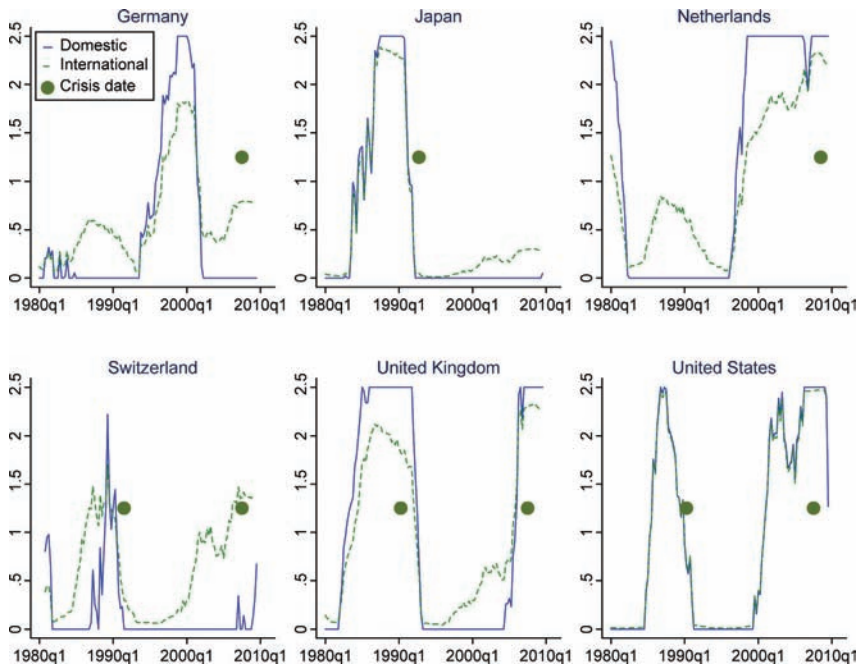 Germany
Japan
Netherlands
Domestic
International
Crisis date
0 .5 1 1.5 2 2.5
0 .5 1 1.5 2 2.5
0 .5 1 1.5 2 2.5
1980q1 1990q1 2000q1 2010q1
1980q1 1990q1 2000q1 2010q1
1980q1 1990q1 2000q1 2010q1
Switzerland
United Kingdom
United States
0 .5 1 1.5 2 2.5
0 .5 1 1.5 2 2.5
0 .5 1 1.5 2 2.5
1980q1 1990q1 2000q1 2010q1
1980q1 1990q1 2000q1 2010q1
1980q1 1990q1 2000q1 2010q1